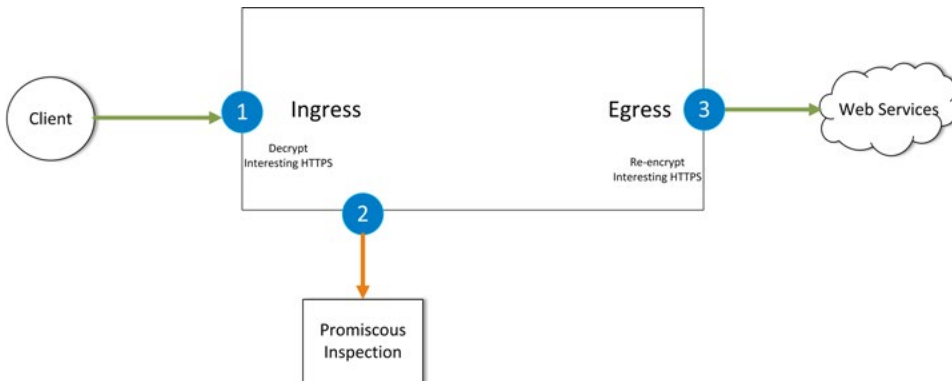 Client
1
Ingress
Decrypt
Interesting HTTPS
Egress
3
Re-encrypt
Interesting HTTPS
Web Services
2
Promiscous
Inspection